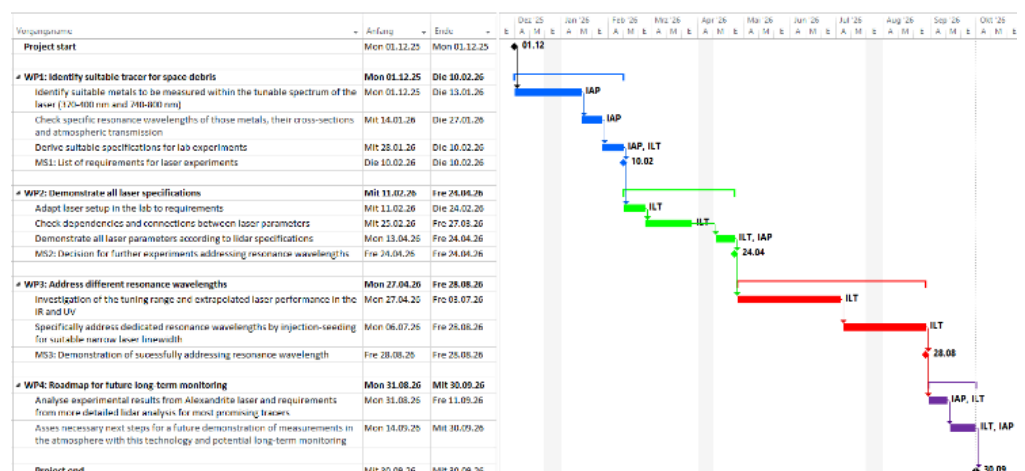 Dez '25 Jan '26 Feb '26 Mrz '26 Apr '26 Mai '26 Jun '26 Jul '26 Aug '26 Sep '26 Okt '26
Vorgangsname Anfang Ende E A M E A M E A M E A M E A M E A M E A M E A M E A M E A M E A M E
Project start Mon 01.12.25 Mon 01.12.25 01.12
WP1: Identify suitable tracer for space debris Mon 01.12.25 Die 10.02.26
Identify suitable metals to be measured within the tunable spectrum of the Mon 01.12.25 Die 13.01.26 IAP
laser (370-400 nm and 740-800 nm)
Check specific resonance wavelengths of those metals, their cross-sections Mit 14.01.26 Die 27.01.26 IAP
and atmospheric transmission
Derive suitable specifications for lab experiments Mit 28.01.26 Die 10.02.26 IAP, ILT
MS1: List of requirements for laser experiments Die 10.02.26 Die 10.02.26 10.02
WP2: Demonstrate all laser specifications Mit 11.02.26 Fre 24.04.26
Adapt laser setup in the lab to requirements Mit 11.02.26 Die 24.02.26 ILT
Check dependencies and connections between laser parameters Mit 25.02.26 Fre 27.03.26 ILT
Demonstrate all laser parameters according to lidar specifications Mon 13.04.26 Fre 24.04.26 ILT, IAP
MS2: Decision for further experiments addressing resonance wavelengths Fre 24.04.26 Fre 24.04.26 24.04
WP3: Address different resonance wavelengths Mon 27.04.26 Fre 28.08.26
Investigation of the tuning range and extrapolated laser performance in the Mon 27.04.26 Fre 03.07.26 ILT
IR and UV
Specifically address dedicated resonance wavelengths by injection-seeding Mon 06.07.26 Fre 28.08.26 ILT
for suitable narrow laser linewidth
MS3: Demonstration of sucessfully addressing resonance wavelength Fre 28.08.26 Fre 28.08.26 28.08
WP4: Roadmap for future long-term monitoring Mon 31.08.26 Mit 30.09.26
Analyse experimental results from Alexandrite laser and requirements Mon 31.08.26 Fre 11.09.26 IAP, ILT
from more detailed lidar analysis for most promising tracers
Asses necessary next steps for a future demonstration of measurements in Mon 14.09.26 Mit 30.09.26 ILT, IAP
the atmosphere with this technology and potential long-term monitoring
Project end Mit 30.09.26 Mit 30.09.26 30.09